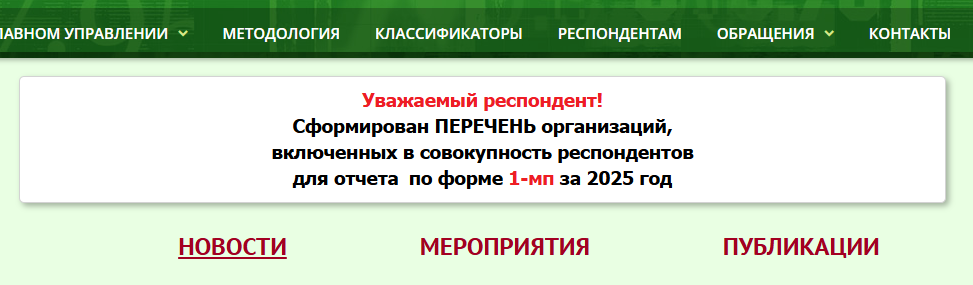 УПРАВЛЕНИИ МЕТОДОЛОГИЯ КЛАССИФИКАТОРЫ РЕСПОНДЕНТАМ ОБРАЩЕНИЯ КОНТАКТЫ
Уважаемый респондент!
Сформирован ПЕРЕЧЕНЬ организаций,
включенных в совокупность респондентов
для отчета по форме 1-мп за 2025 год
НОВОСТИ МЕРОПРИЯТИЯ ПУБЛИКАЦИИ